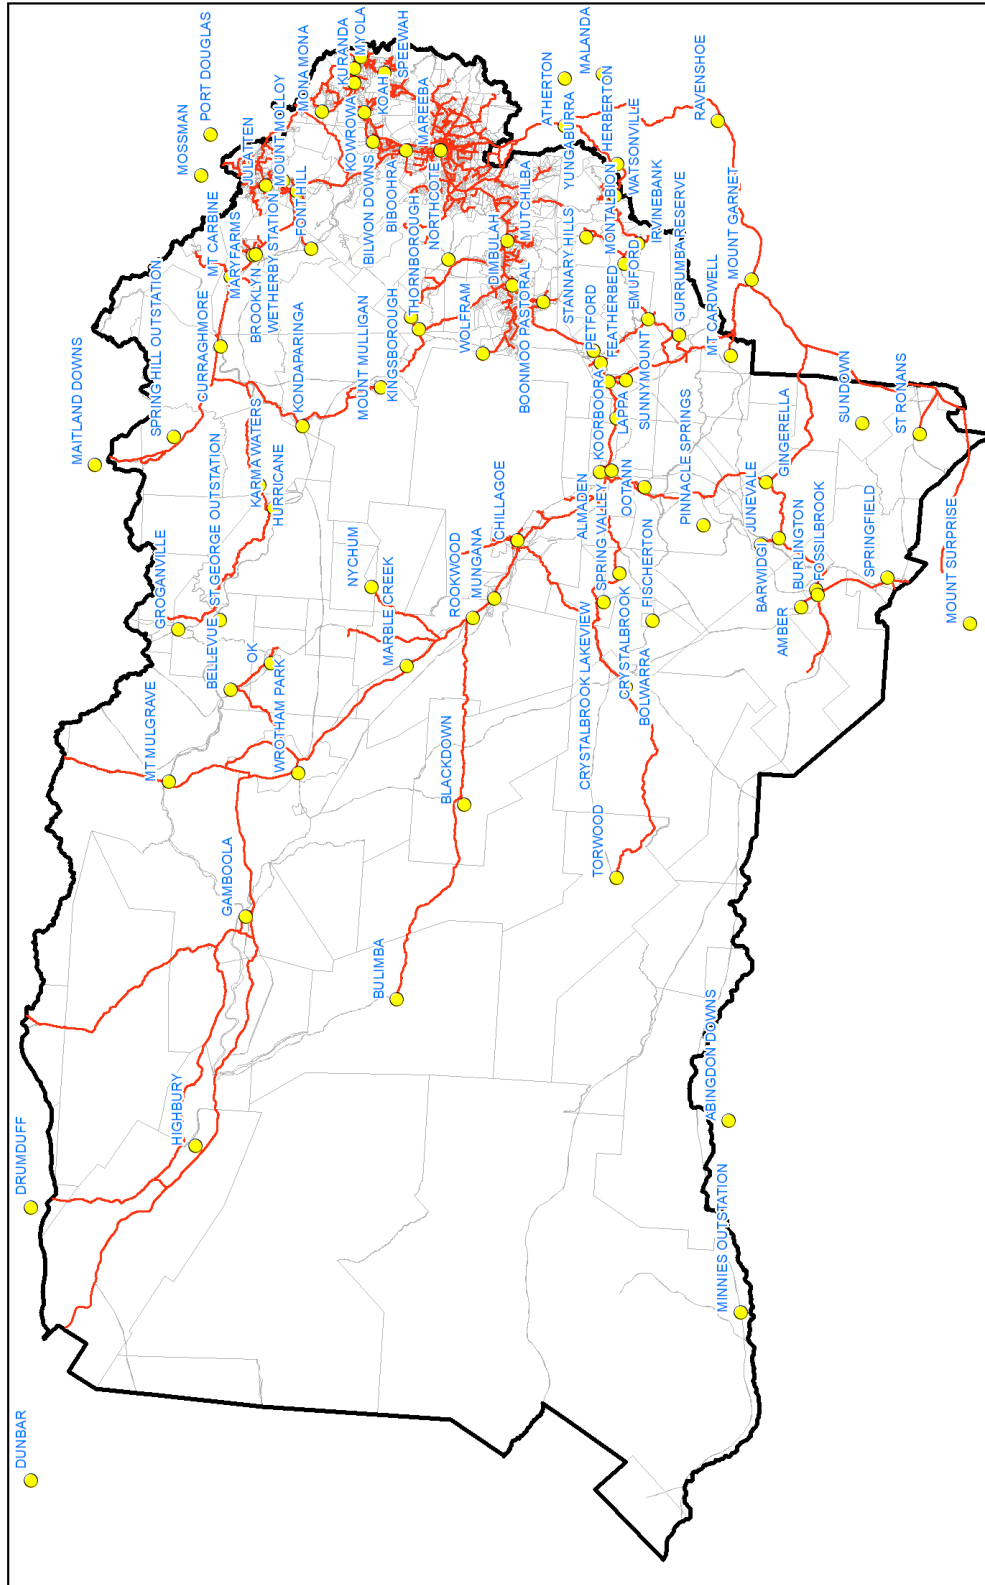 DUNBAR
DRUMDUFF
HIGHBURY
GAMBOOLA
MT MULGRAVE
GROGANVILLE
BELLEVUE
ST GEORGE OUTSTATION
OK
WROTHAM PARK
MAITLAND DOWNS
SPRING HILL OUTSTATION
CURRAGHMORE
KARMA WATERS
HURRICANE
KONDAPARINGA
MOSSMAN
PORT DOUGLAS
JULATTEN
MOUNT MOLLOY
MT CARBINE
MARYFARMS
BROOKLYN
WETHERBY STATION
FONTHILL
MONA MONA
KURANDA
MYOLA
SPEEWAH
KOAH
KOWROWA
BILWON DOWNS
BIBOOHRA
MAREEBA
NORTHCOTE
THORNBOROUGH
KINGSBOROUGH
MOUNT MULLIGAN
WOLFRAM
DIMBULAH
MUTCHILBA
BOONMOO PASTORAL
NYCHUM
MARBLE CREEK
ROOKWOOD
MUNGANA
CHILLAGOE
BLACKDOWN
BULIMBA
TORWOOD
ATHERTON
MALANDA
YUNGABURRA
HERBERTON
WATSONVILLE
MONTALBION
IRVINEBANK
STANNARY HILLS
PETFORD
FEATHERBED
EMUFORD
GURRUMBA RESERVE
SUNNYMOUNT
LAPPA
KOORBOORA
ALMADEN
OOTANN
SPRING VALLEY
FISCHERTON
CRYSTALBROOK
CRYSTALBROOK LAKEVIEW
BOLWARRA
PINNACLE SPRINGS
RAVENSHOE
MOUNT GARNET
MT CARDWELL
SUNDOWN
ST RONANS
GINGERELLA
JUNEVALE
BARWIDGI
BURLINGTON
FOSSILBROOK
AMBER
SPRINGFIELD
MOUNT SURPRISE
ABINGDON DOWNS
MINNIES OUTSTATION